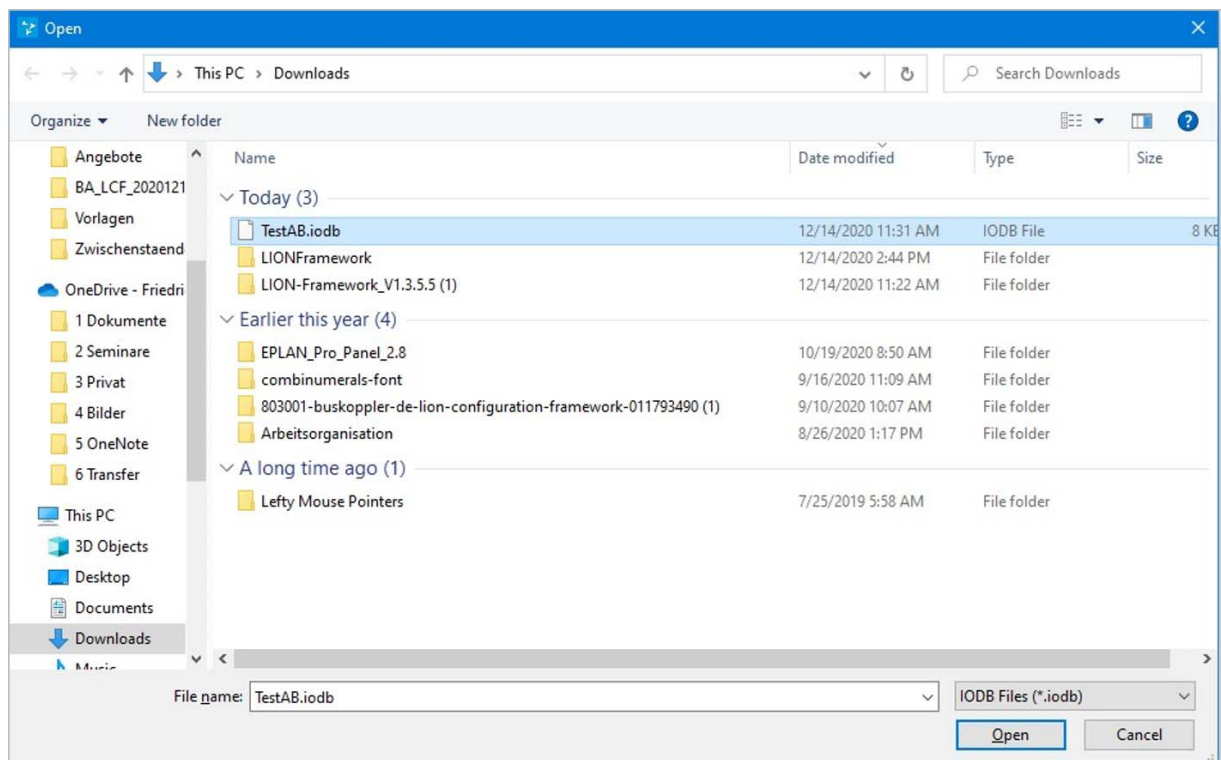 Open
This PC > Downloads
Search Downloads
Organize
New folder
Angebote
BA_LCF_2020121
Vorlagen
Zwischenstaend
OneDrive - Friedri
1 Dokumente
2 Seminare
3 Privat
4 Bilder
5 OneNote
6 Transfer
This PC
3D Objects
Desktop
Documents
Downloads
Music
Name Date modified Type Size
Today (3)
TestAB.iodb 12/14/2020 11:31 AM IODB File 8 KB
LIONFramework 12/14/2020 2:44 PM File folder
LION-Framework_V1.3.5.5 (1) 12/14/2020 11:22 AM File folder
Earlier this year (4)
EPLAN_Pro_Panel_2.8 10/19/2020 8:50 AM File folder
combinumerals-font 9/16/2020 11:09 AM File folder
803001-buskoppler-de-lion-configuration-framework-011793490 (1) 9/10/2020 10:07 AM File folder
Arbeitsorganisation 8/26/2020 1:17 PM File folder
A long time ago (1)
Lefty Mouse Pointers 7/25/2019 5:58 AM File folder
File name: TestAB.iodb IODB Files (*.iodb)
Open Cancel